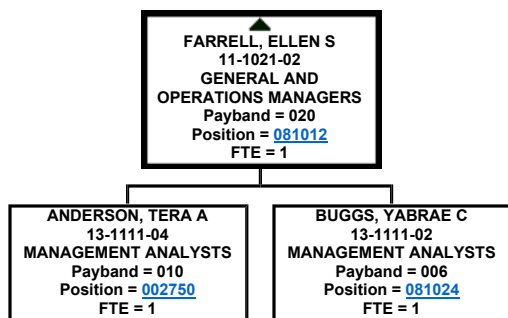 FARRELL, ELLEN S
11-1021-02
GENERAL AND
OPERATIONS MANAGERS
Payband = 020
Position = 081012
FTE = 1
ANDERSON, TERA A
13-1111-04
MANAGEMENT ANALYSTS
Payband = 010
Position = 002750
FTE = 1
BUGGS, YABRAE C
13-1111-02
MANAGEMENT ANALYSTS
Payband = 006
Position = 081024
FTE = 1